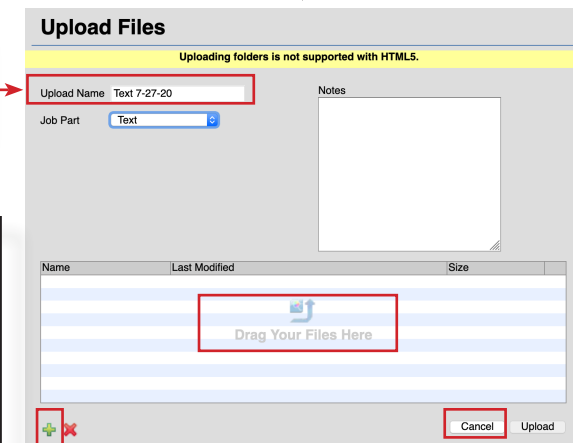 Upload Files
Uploading folders is not supported with HTML5.
Upload Name Text 7-27-20
Notes
Job Part Text
Name Last Modified Size
Drag Your Files Here
Cancel Upload